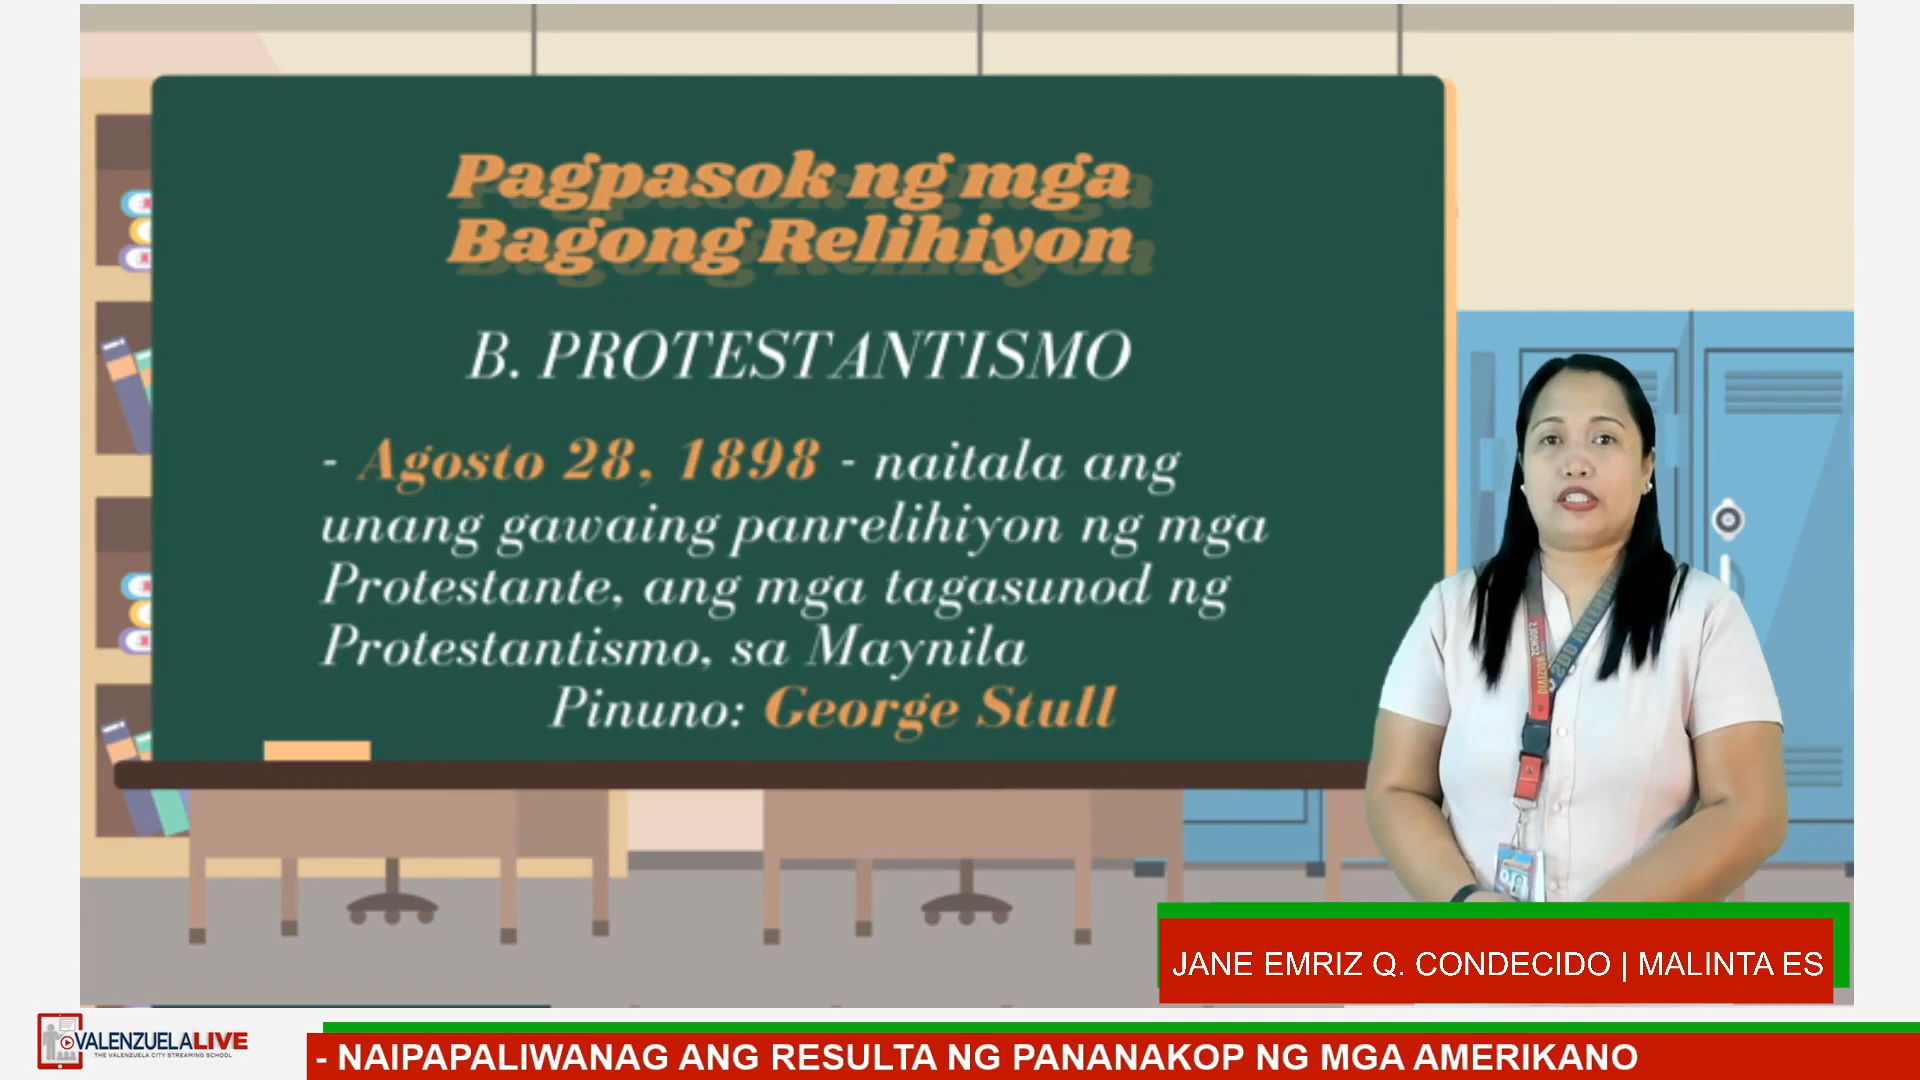 Pagpasok ng mga
Bagong Relihiyon
B. PROTESTANTISMO
- Agosto 28, 1898 - naitala ang
unang gawaing panrelihiyon ng mga
Protestante, ang mga tagasunod ng
Protestantismo, sa Maynila
Pinuno: George Stull
JANE EMRIZ Q. CONDECIDO | MALINTA ES
VALENZUELALIVE
THE VALENZUELA CITY STREAMING SCHOOL
- NAIPAPALIWANAG ANG RESULTA NG PANANAKOP NG MGA AMERIKANO